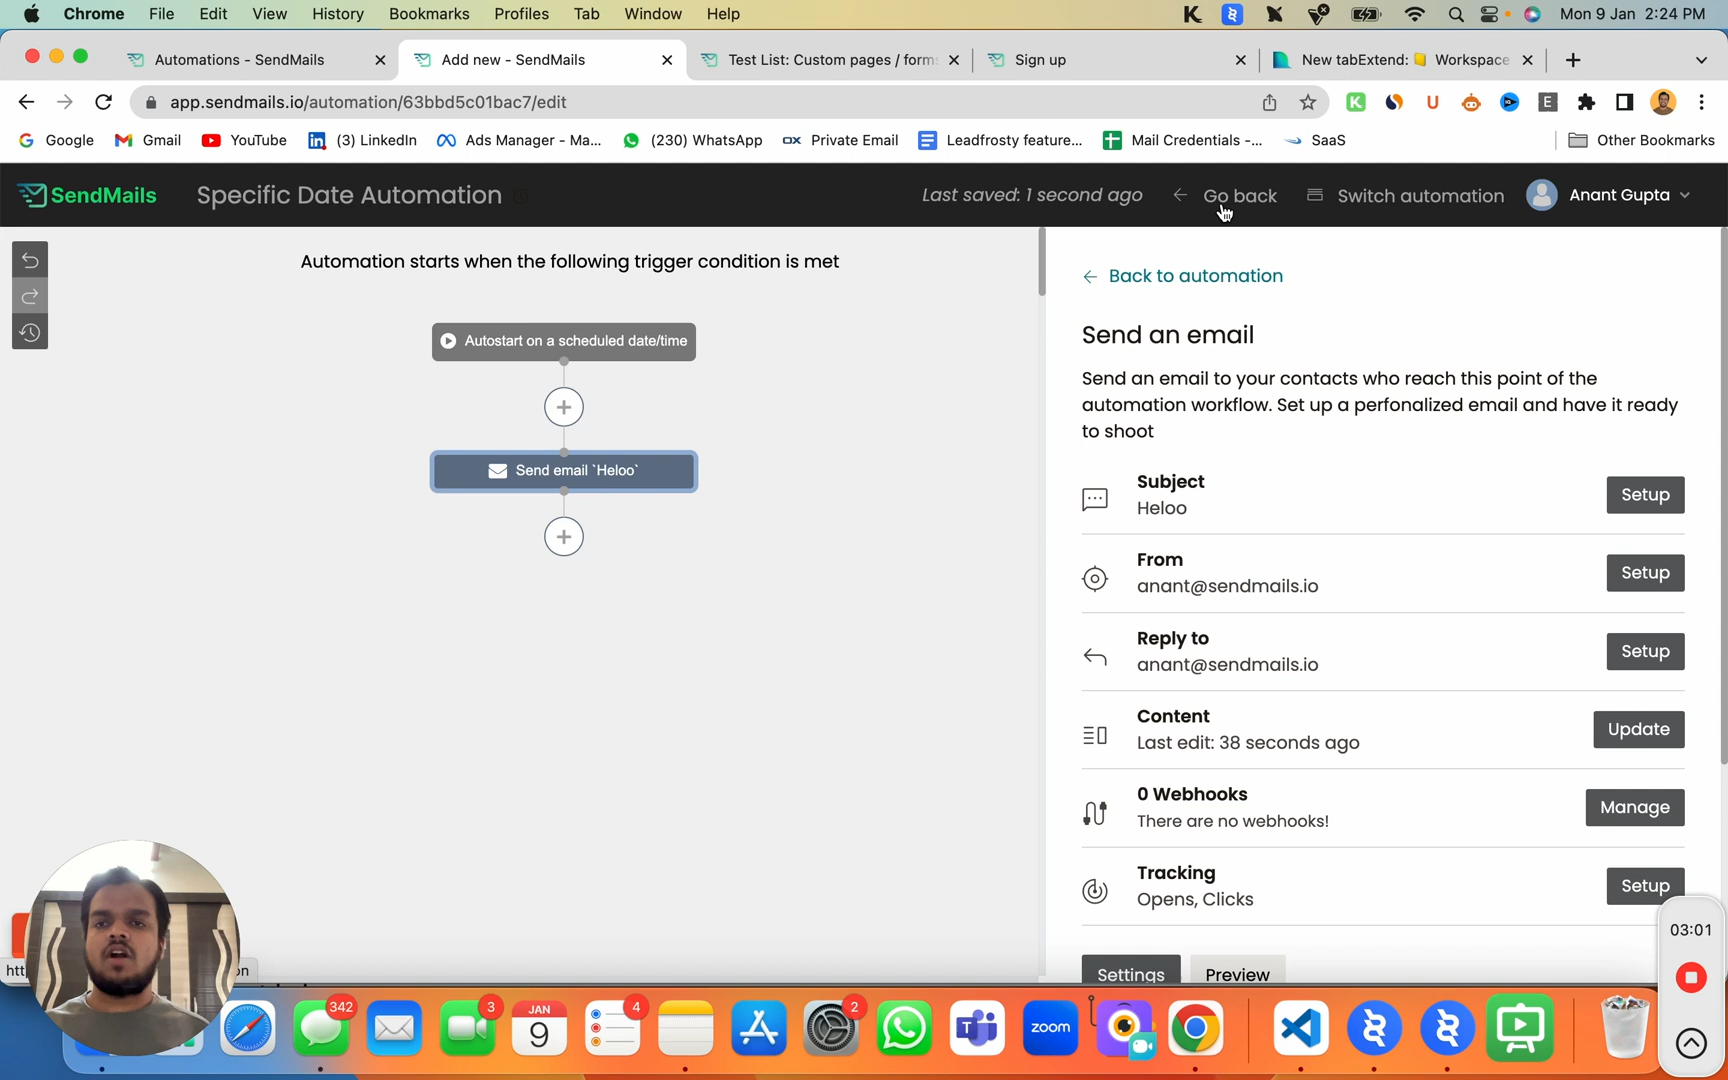 Chrome File Edit View History Bookmarks Profiles Tab Window Help Mon 9 Jan 2:24 PM
Automations - SendMails Add new - SendMails Test List: Custom pages / form Sign up New tabExtend: Workspace
app.sendmails.io/automation/63bbd5c01bac7/edit
Google Gmail YouTube (3) LinkedIn Ads Manager - Ma... (230) WhatsApp OX Private Email Leadfrosty feature... Mail Credentials -... SaaS Other Bookmarks
SendMails Specific Date Automation Last saved: 1 second ago Go back Switch automation Anant Gupta
Automation starts when the following trigger condition is met
Autostart on a scheduled date/time
Send email `Heloo`
Back to automation
Send an email
Send an email to your contacts who reach this point of the
automation workflow. Set up a perfonalized email and have it ready
to shoot
Subject
Heloo
Setup
From
anant@sendmails.io
Setup
Reply to
anant@sendmails.io
Setup
Content
Last edit: 38 seconds ago
Update
0 Webhooks
There are no webhooks!
Manage
Tracking
Opens, Clicks
Setup
Settings Preview
03:01
htt
on
342 3 JAN 9 4 2 zoom